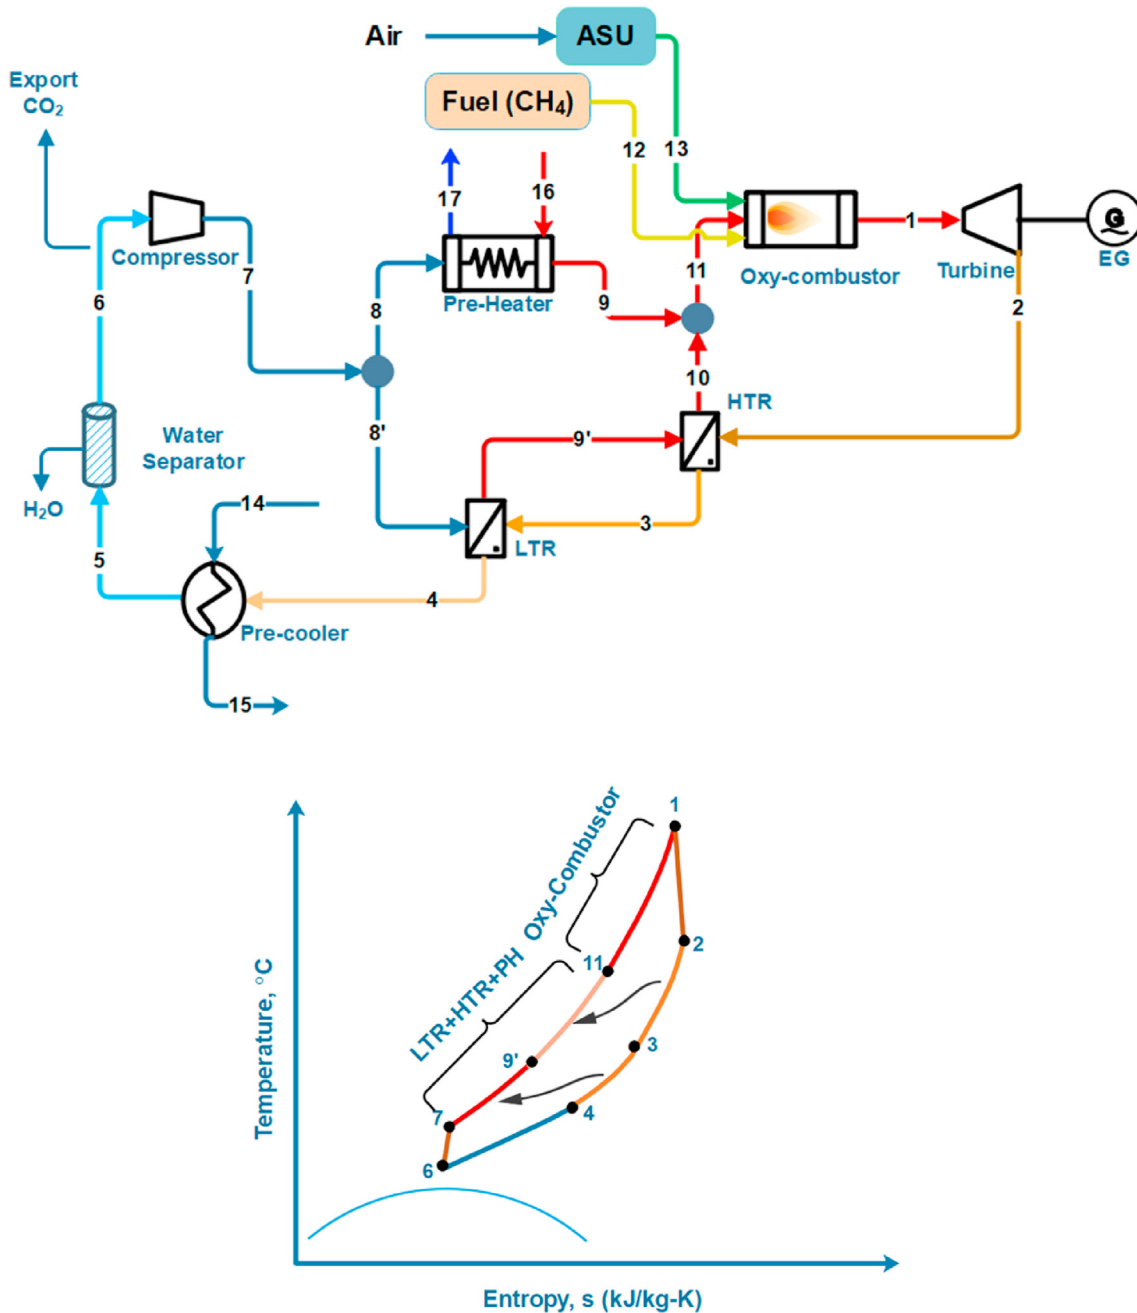 Air
ASU
Export
CO₂
Fuel (CH₄)
12
13
17
16
Compressor
7
6
8
Pre-Heater
9
11
Oxy-combustor
1
Turbine
G
EG
2
10
HTR
8'
9'
Water
Separator
H₂O
14
3
LTR
5
4
Pre-cooler
15
Temperature, °C
Entropy, s (kJ/kg-K)
LTR+HTR+PH
Oxy-Combustor
1
2
11
3
9'
4
7
6